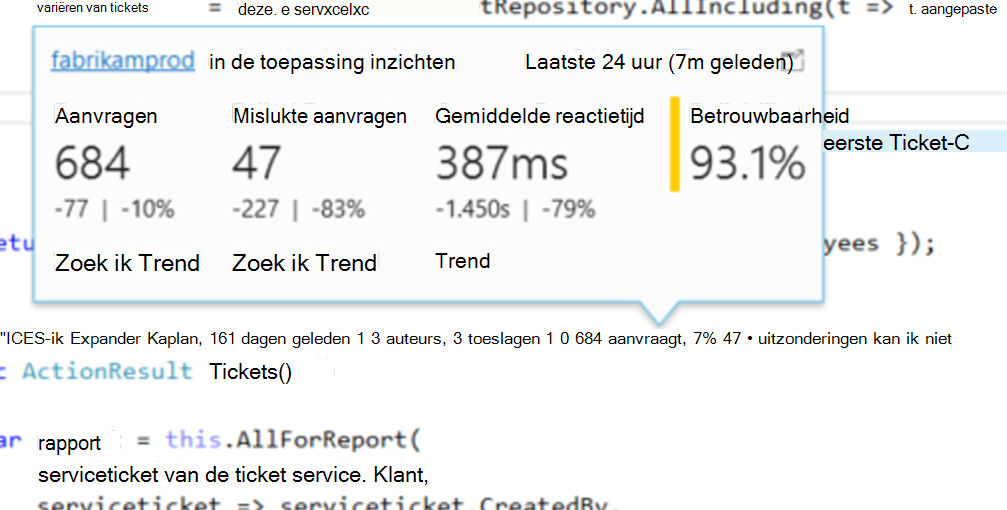 variëren van tickets = deze. e servxcelxc tRepository.AllIncluding(t => t. aangepaste
fabrikamprod in de toepassing inzichten Laatste 24 uur (7m geleden)
Aanvragen Mislukte aanvragen Gemiddelde reactietijd Betrouwbaarheid
eerste Ticket-C
684 47 387ms 93.1%
-77 | -10% -227 | -83% -1.450s | -79%
etu yees });
Zoek ik Trend Zoek ik Trend Trend
"ICES-ik Expander Kaplan, 161 dagen geleden 1 3 auteurs, 3 toeslagen 1 0 684 aanvraagt, 7% 47 • uitzonderingen kan ik niet
c ActionResult Tickets()
ar rapport = this.AllForReport(
serviceticket van de ticket service. Klant,
serviceticket => serviceticket.CreatedBy,